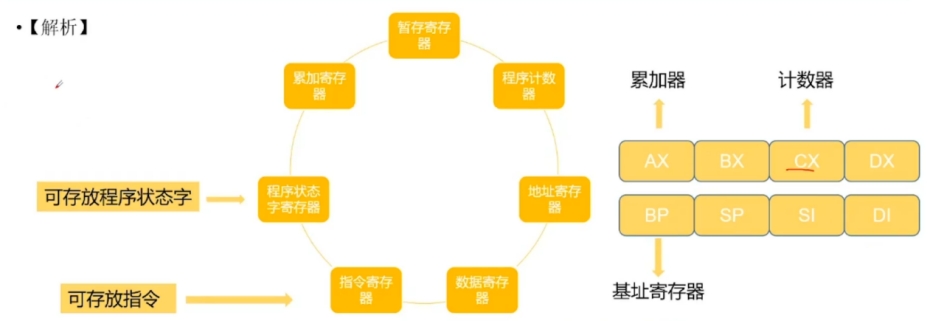 •【解析】
暂存寄存
器
累加寄存
器
程序计数
器
可存放程序状态字
程序状态
字寄存器
地址寄存
器
可存放指令
指令寄存
器
数据寄存
器
累加器
计数器
AX
BX
CX
DX
BP
SP
SI
DI
基址寄存器